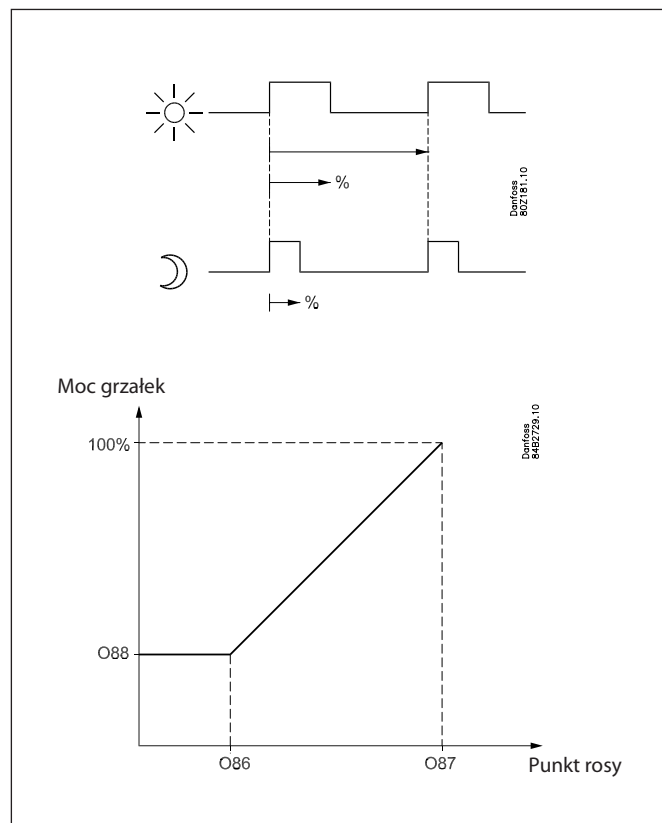 %
Danfoss
80Z181.10
%
Moc grzałek
Danfoss
84B2729.10
100%
O88
O86
O87
Punkt rosy